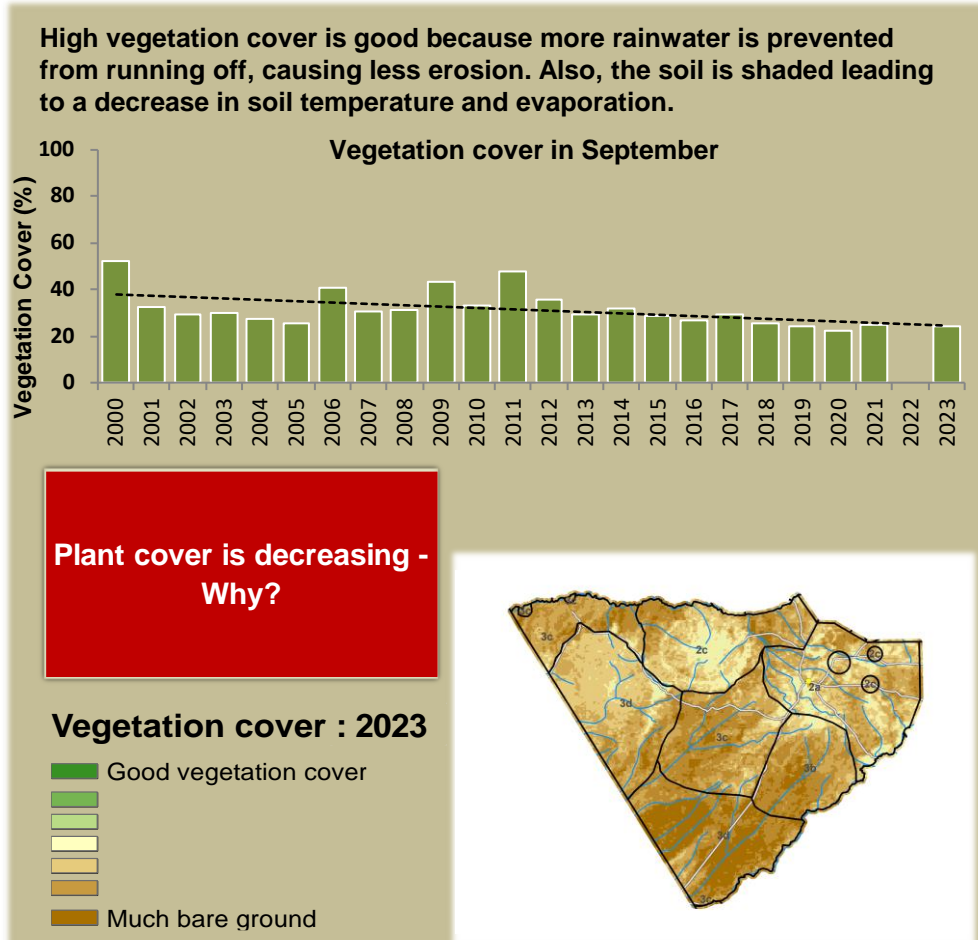 High vegetation cover is good because more rainwater is prevented
from running off, causing less erosion. Also, the soil is shaded leading
to a decrease in soil temperature and evaporation.
Vegetation cover in September
Vegetation Cover (%)
100
80
60
40
20
0
2000 2001 2002 2003 2004 2005 2006 2007 2008 2009 2010 2011 2012 2013 2014 2015 2016 2017 2018 2019 2020 2021 2022 2023
Plant cover is decreasing -
Why?
3c
2c
2c
2c
2a
3d
3c
3b
3d
3c
Vegetation cover : 2023
Good vegetation cover
Much bare ground